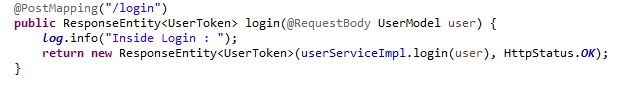 @PostMapping("/login")
public ResponseEntity<UserToken> login(@RequestBody UserModel user) {
log.info("Inside Login : ");
return new ResponseEntity<UserToken>(userServiceImpl.login(user), HttpStatus.OK);
}